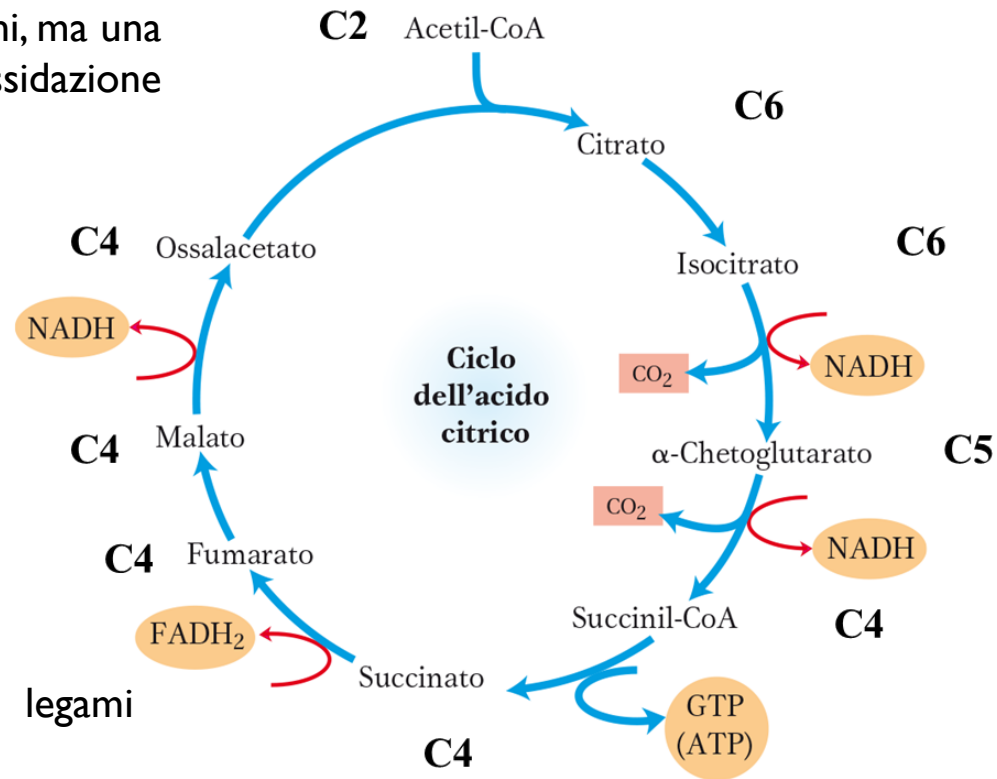 ni, ma una
ssidazione
C2 Acetil-CoA
C6
Citrato
C4 Ossalacetato
Isocitrato
C6
NADH
CO₂
NADH
Ciclo
dell’acido
citrico
C4 Malato
α-Chetoglutarato C5
CO₂
NADH
C4 Fumarato
Succinil-CoA C4
FADH₂
Succinato
legami
GTP
(ATP)
C4